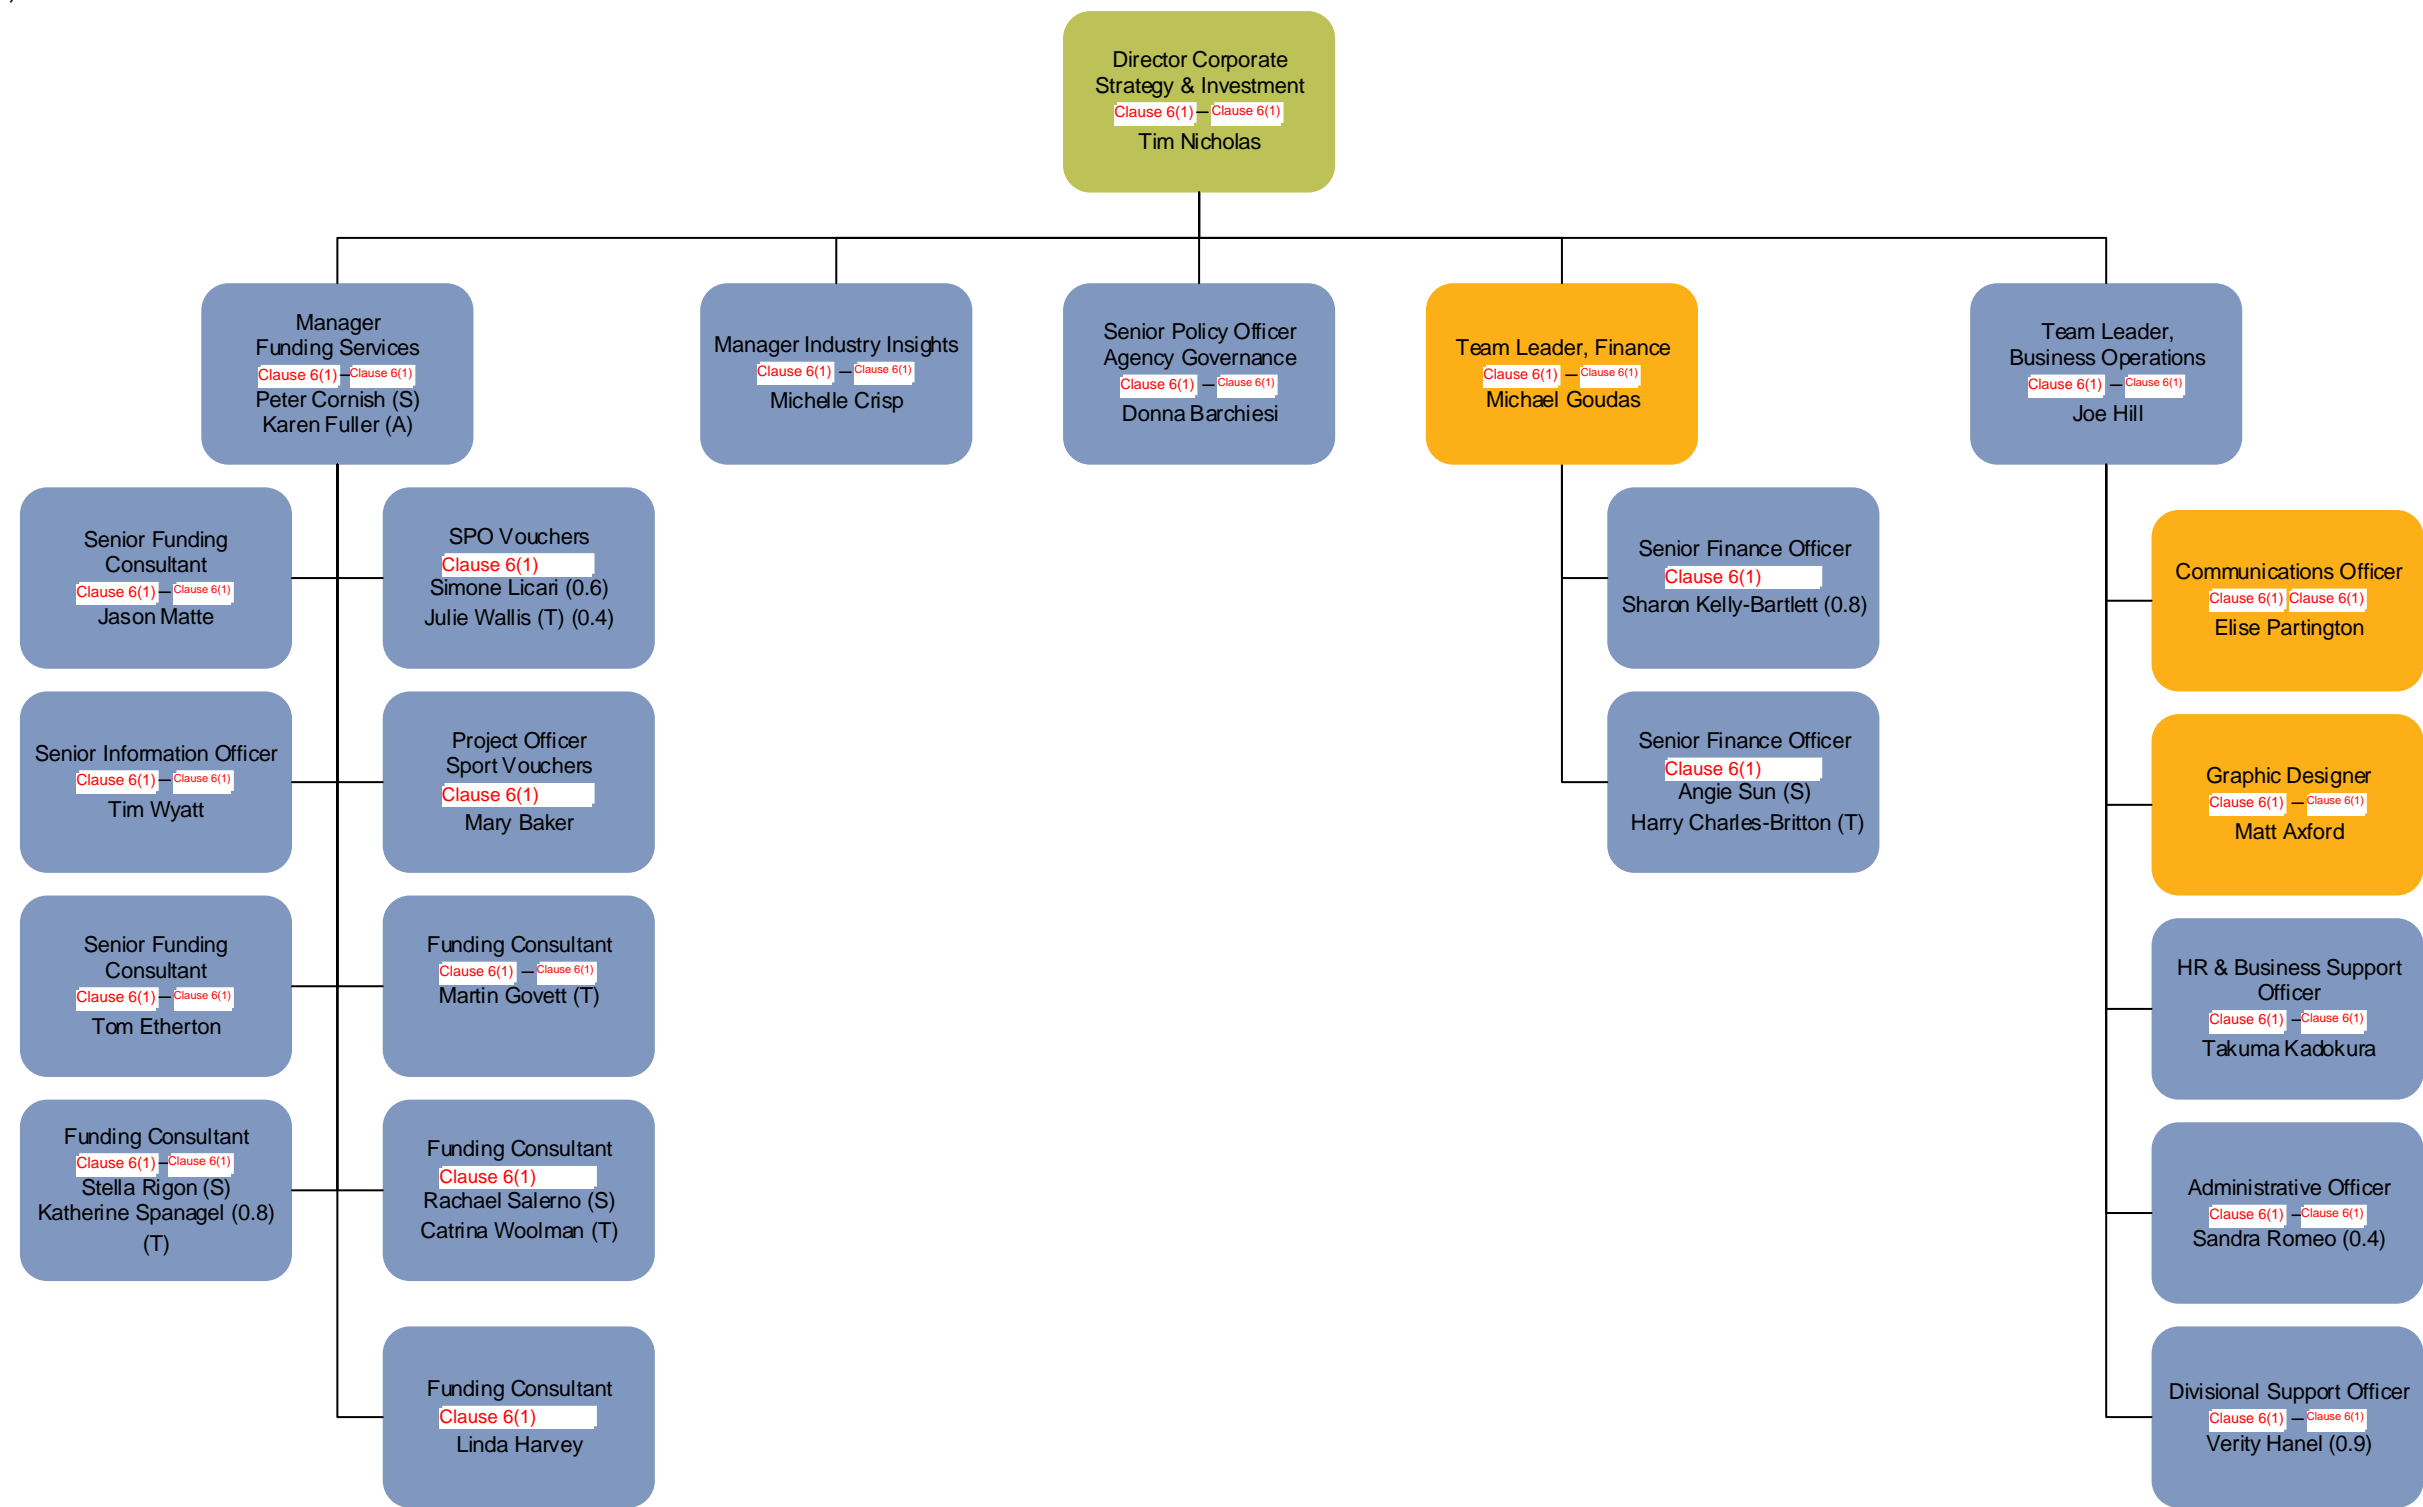 Director Corporate
Strategy & Investment
Clause 6(1) – Clause 6(1)
Tim Nicholas
Manager
Funding Services
Clause 6(1) – Clause 6(1)
Peter Cornish (S)
Karen Fuller (A)
Manager Industry Insights
Clause 6(1) – Clause 6(1)
Michelle Crisp
Senior Policy Officer
Agency Governance
Clause 6(1) – Clause 6(1)
Donna Barchiesi
Team Leader, Finance
Clause 6(1) – Clause 6(1)
Michael Goudas
Team Leader,
Business Operations
Clause 6(1) – Clause 6(1)
Joe Hill
Senior Funding
Consultant
Clause 6(1) – Clause 6(1)
Jason Matte
SPO Vouchers
Clause 6(1)
Simone Licari (0.6)
Julie Wallis (T) (0.4)
Senior Information Officer
Clause 6(1) – Clause 6(1)
Tim Wyatt
Project Officer
Sport Vouchers
Clause 6(1)
Mary Baker
Senior Funding
Consultant
Clause 6(1) – Clause 6(1)
Tom Etherton
Funding Consultant
Clause 6(1) – Clause 6(1)
Martin Govett (T)
Funding Consultant
Clause 6(1) – Clause 6(1)
Stella Rigon (S)
Katherine Spanagel (0.8)
(T)
Funding Consultant
Clause 6(1)
Rachael Salerno (S)
Catrina Woolman (T)
Funding Consultant
Clause 6(1)
Linda Harvey
Senior Finance Officer
Clause 6(1)
Sharon Kelly-Bartlett (0.8)
Senior Finance Officer
Clause 6(1)
Angie Sun (S)
Harry Charles-Britton (T)
Communications Officer
Clause 6(1) Clause 6(1)
Elise Partington
Graphic Designer
Clause 6(1) – Clause 6(1)
Matt Axford
HR & Business Support
Officer
Clause 6(1) – Clause 6(1)
Takuma Kadokura
Administrative Officer
Clause 6(1) – Clause 6(1)
Sandra Romeo (0.4)
Divisional Support Officer
Clause 6(1) – Clause 6(1)
Verity Hanel (0.9)